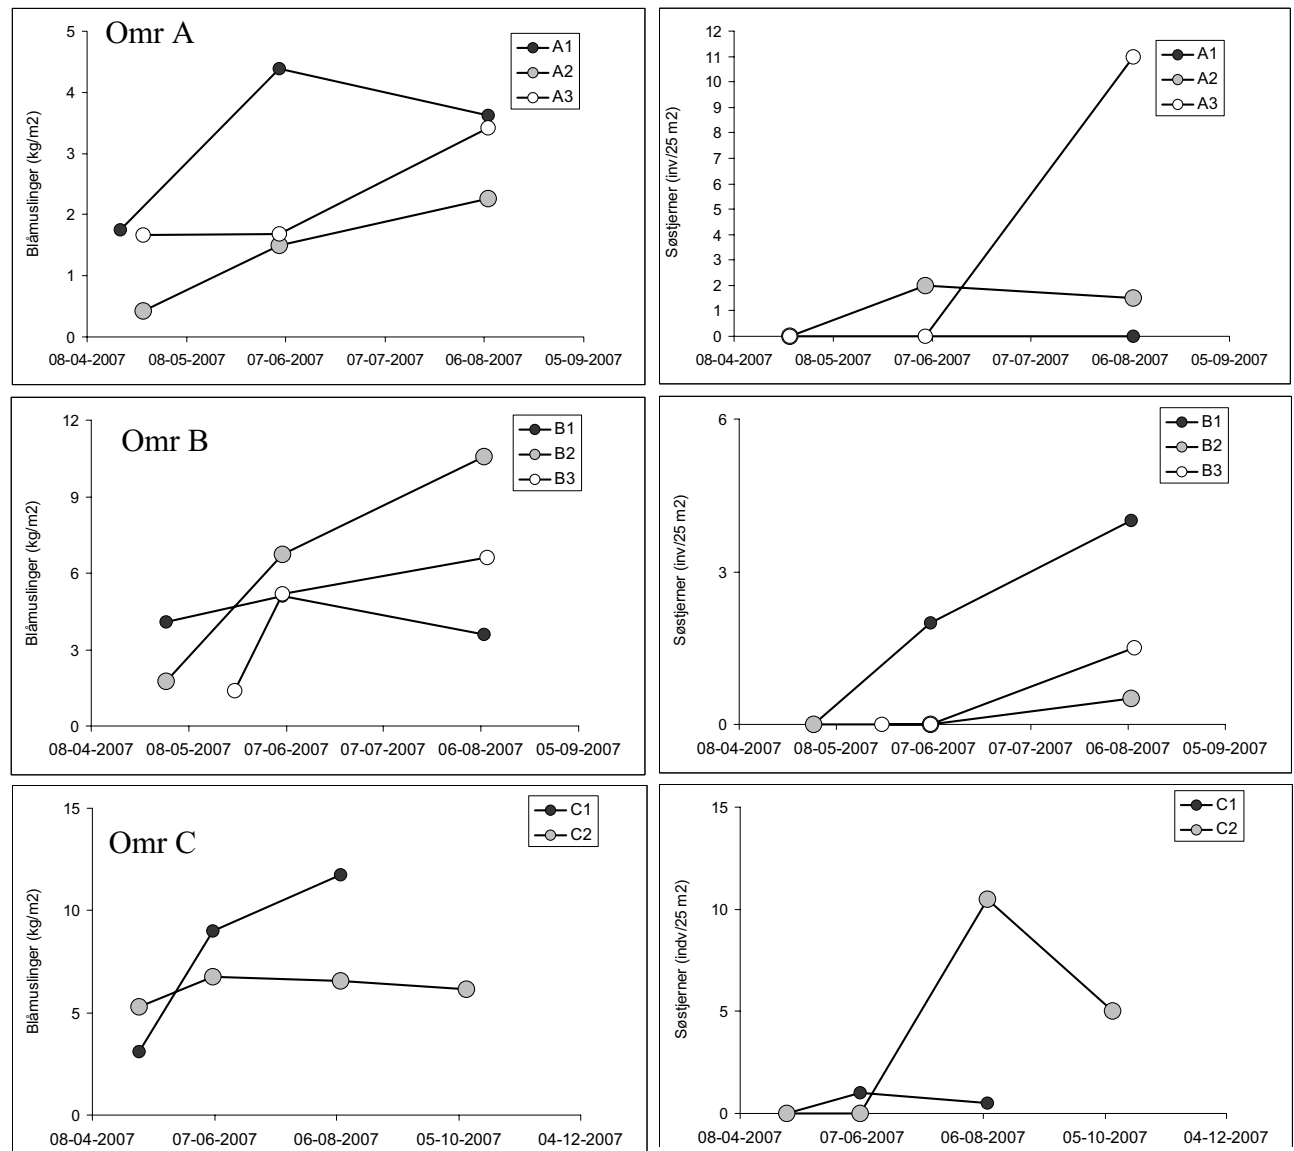 Omr A
A1
A2
A3
Blåmuslinger (kg/m2)
5
4
3
2
1
0
08-04-2007 08-05-2007 07-06-2007 07-07-2007 06-08-2007 05-09-2007
A1
A2
A3
Søstjerner (inv/25 m2)
12
11
10
9
8
7
6
5
4
3
2
1
0
08-04-2007 08-05-2007 07-06-2007 07-07-2007 06-08-2007 05-09-2007
Omr B
B1
B2
B3
Blåmuslinger (kg/m2)
12
9
6
3
0
08-04-2007 08-05-2007 07-06-2007 07-07-2007 06-08-2007 05-09-2007
B1
B2
B3
Søstjerner (inv/25 m2)
6
3
0
08-04-2007 08-05-2007 07-06-2007 07-07-2007 06-08-2007 05-09-2007
Omr C
C1
C2
Blåmuslinger (kg/m2)
15
10
5
0
08-04-2007 07-06-2007 06-08-2007 05-10-2007 04-12-2007
C1
C2
Søstjerner (indv/25 m2)
15
10
5
0
08-04-2007 07-06-2007 06-08-2007 05-10-2007 04-12-2007